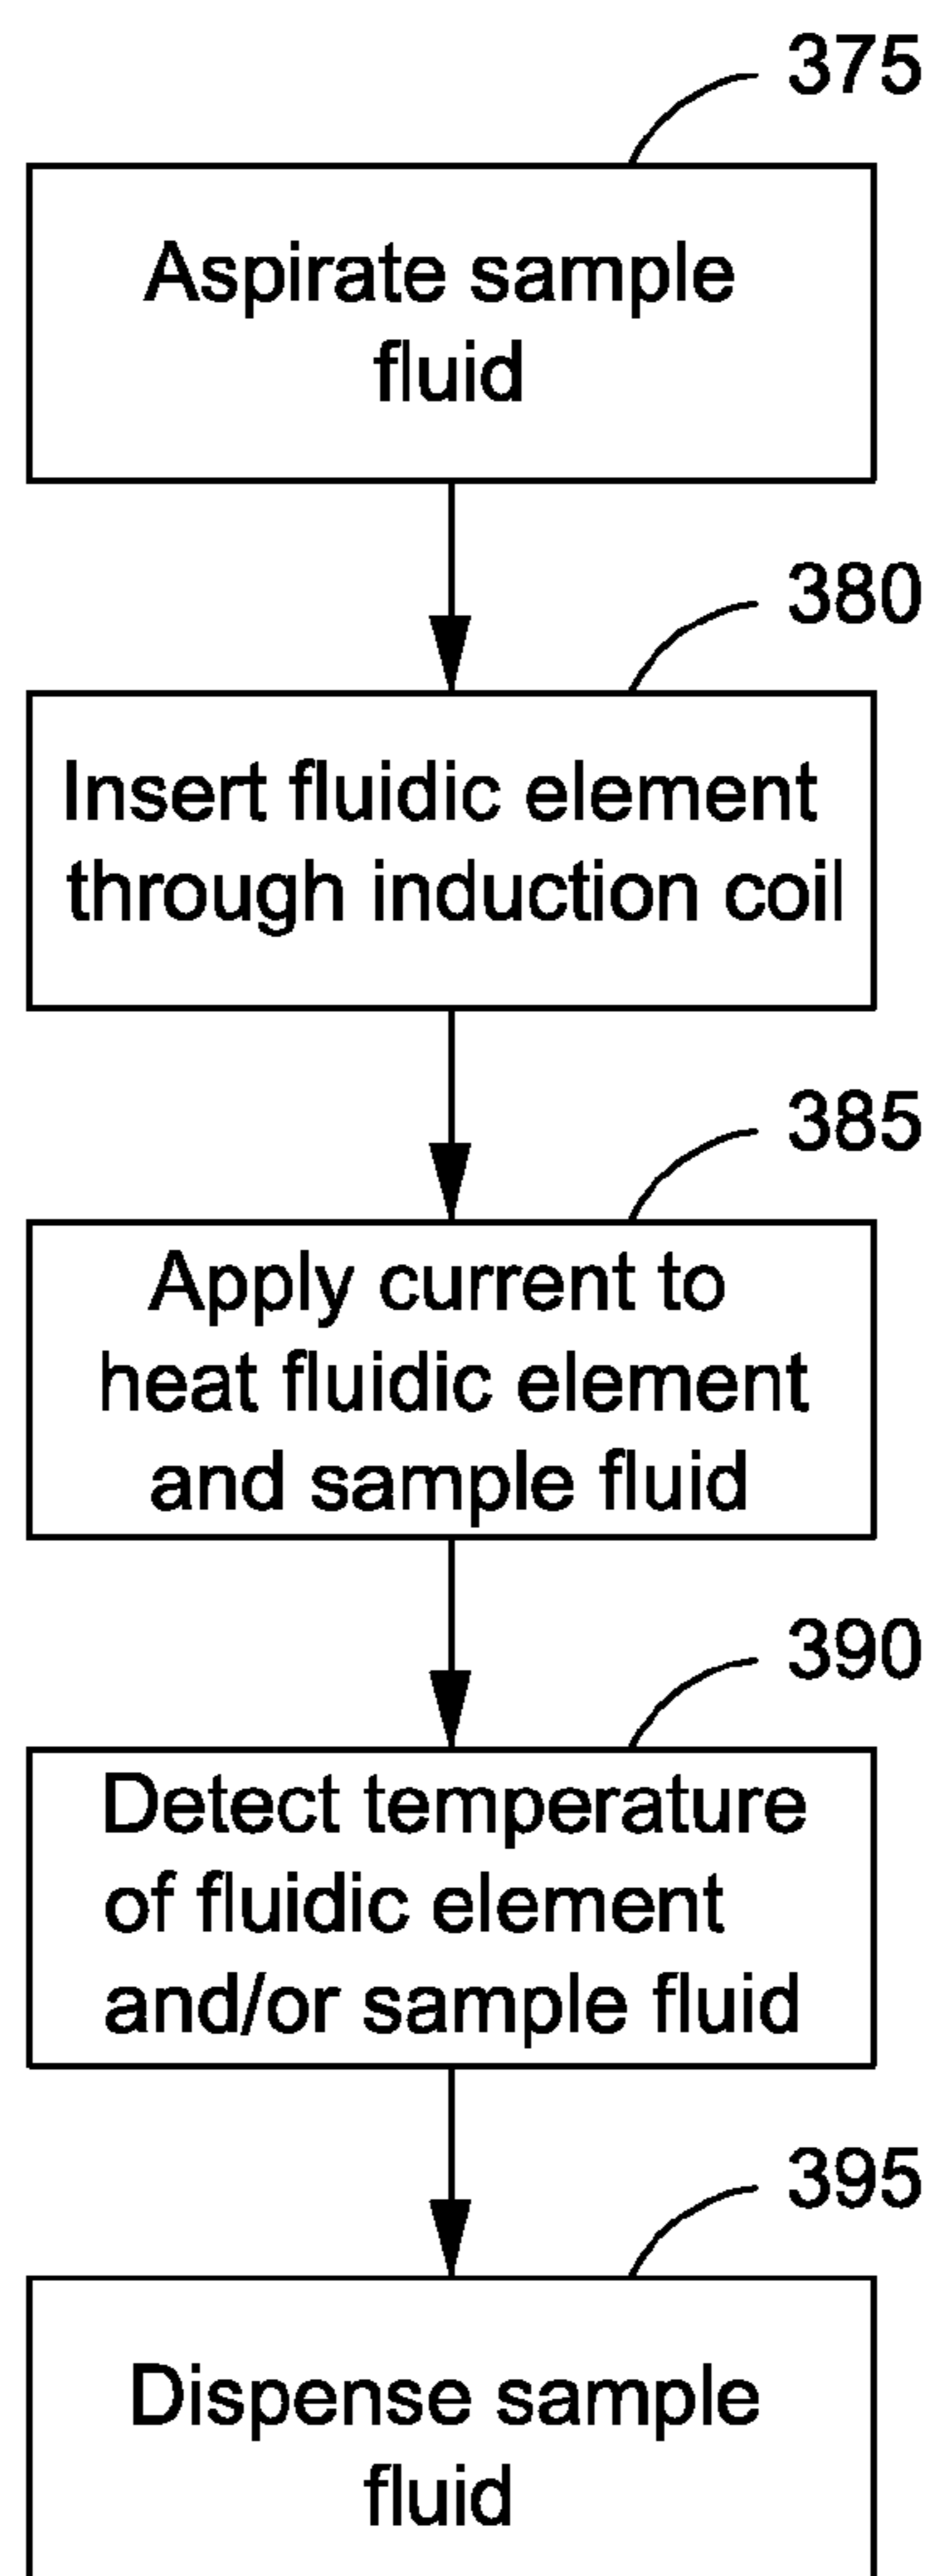 375
Aspirate sample
fluid
380
Insert fluidic element
through induction coil
385
Apply current to
heat fluidic element
and sample fluid
390
Detect temperature
of fluidic element
and/or sample fluid
395
Dispense sample
fluid